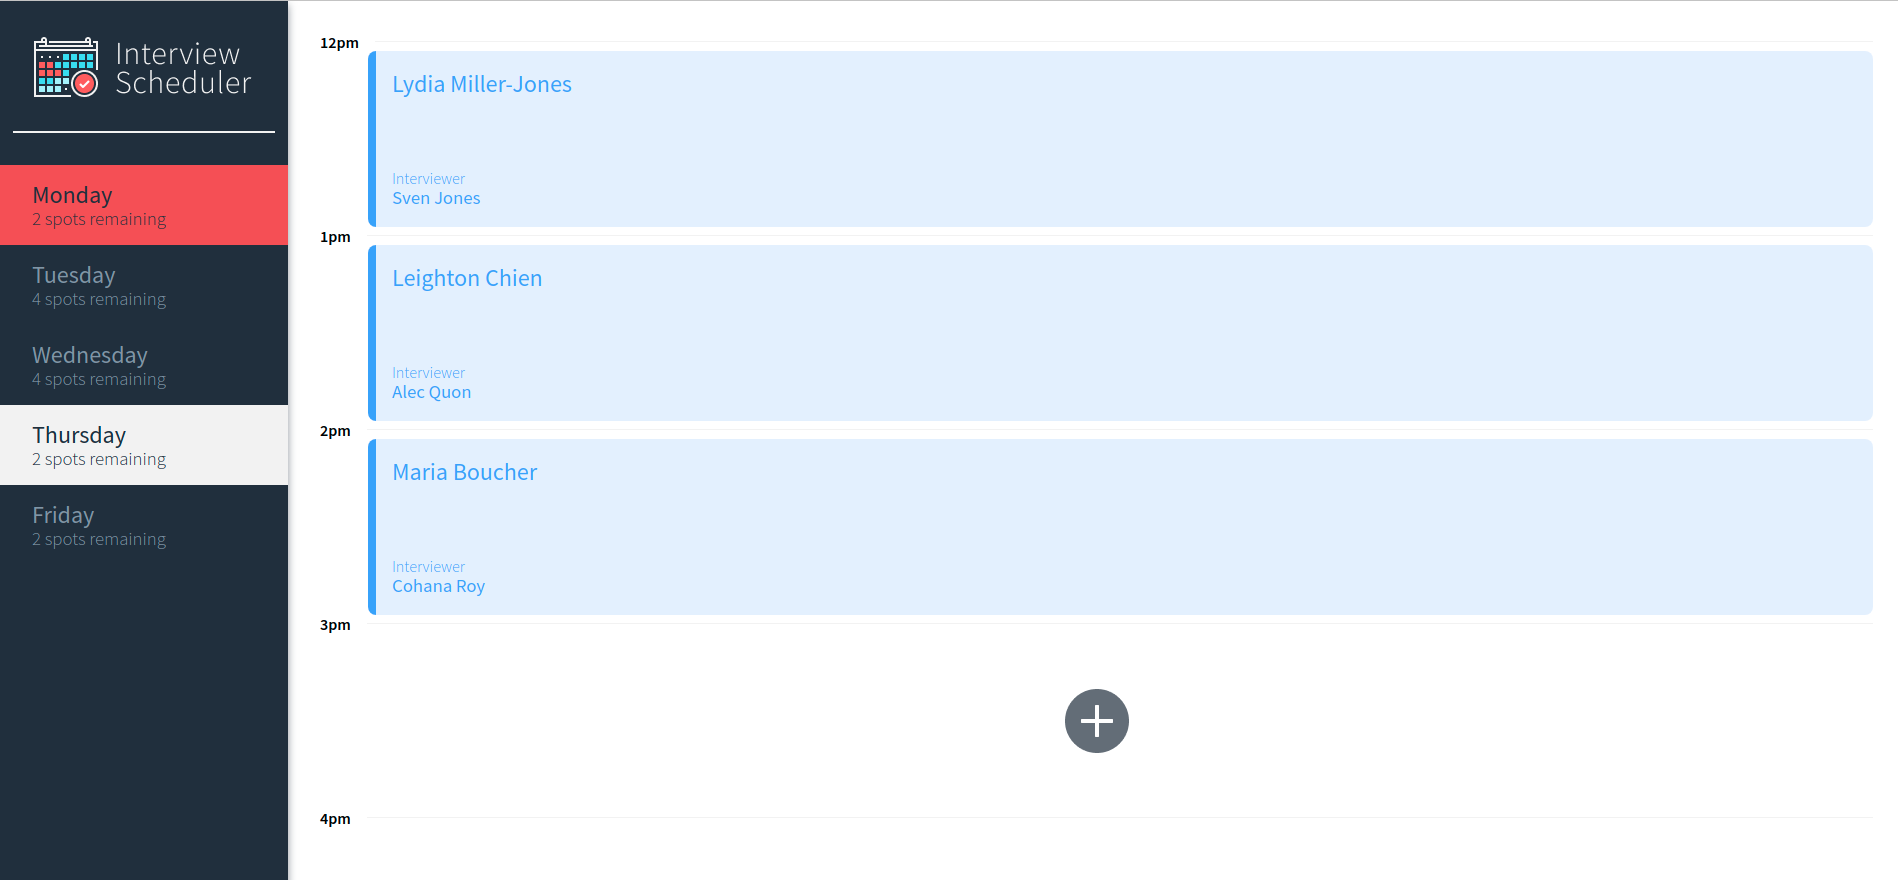 Interview
Scheduler
Monday
2 spots remaining
Tuesday
4 spots remaining
Wednesday
4 spots remaining
Thursday
2 spots remaining
Friday
2 spots remaining
12pm
Lydia Miller-Jones
Interviewer
Sven Jones
1pm
Leighton Chien
Interviewer
Alec Quon
2pm
Maria Boucher
Interviewer
Cohana Roy
3pm
4pm